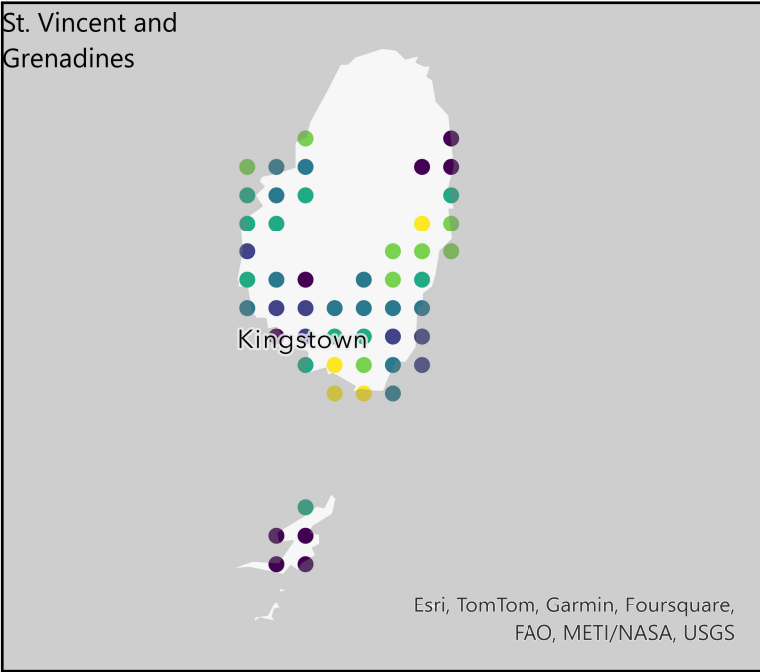 St. Vincent and
Grenadines
Kingstown
Esri, TomTom, Garmin, Foursquare,
FAO, METI/NASA, USGS